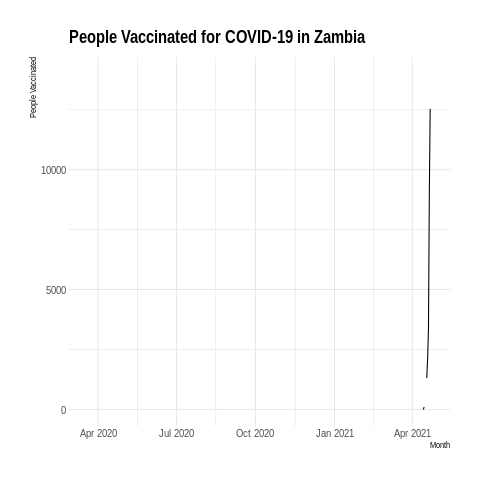 People Vaccinated for COVID-19 in Zambia
People Vaccinated
10000
5000
0
Apr 2020 Jul 2020 Oct 2020 Jan 2021 Apr 2021
Month